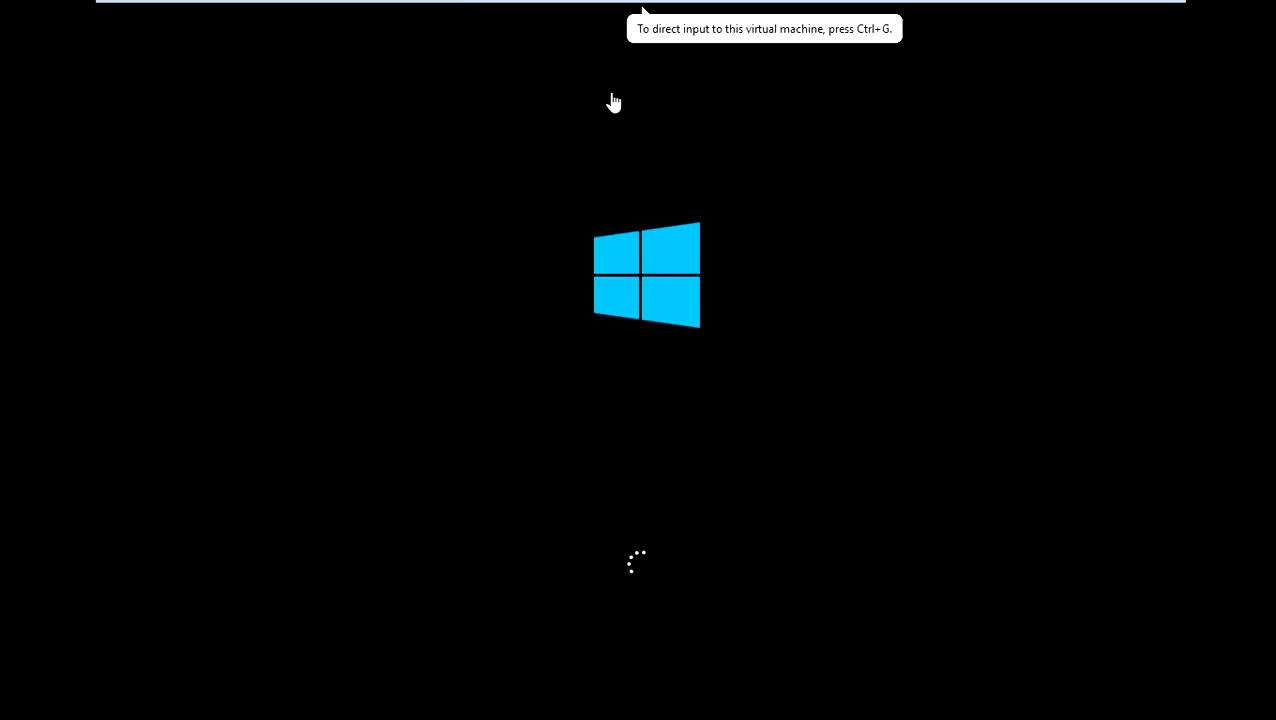 To direct input to this virtual machine, press Ctrl+G.